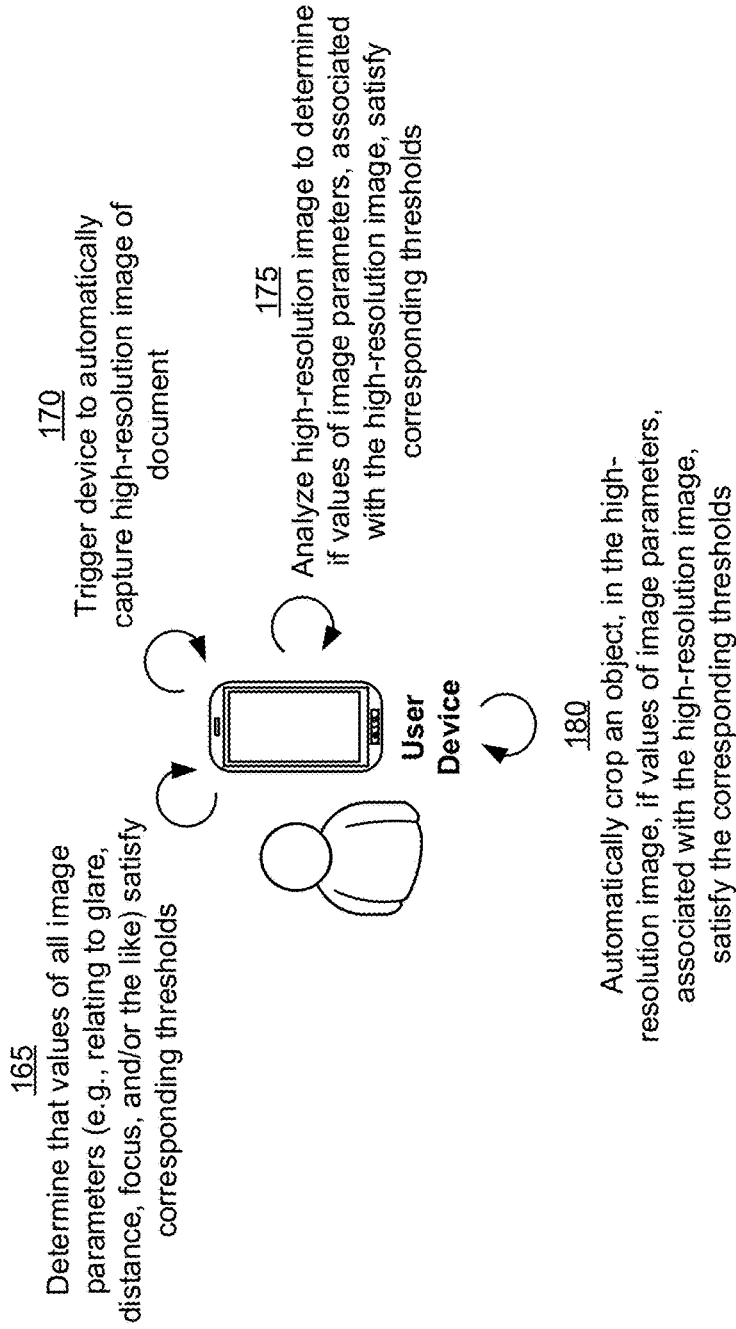 165
Determine that values of all image
parameters (e.g., relating to glare,
distance, focus, and/or the like) satisfy
corresponding thresholds
170
Trigger device to automatically
capture high-resolution image of
document
175
Analyze high-resolution image to determine
if values of image parameters, associated
with the high-resolution image, satisfy
corresponding thresholds
User
Device
180
Automatically crop an object, in the high-
resolution image, if values of image parameters,
associated with the high-resolution image,
satisfy the corresponding thresholds